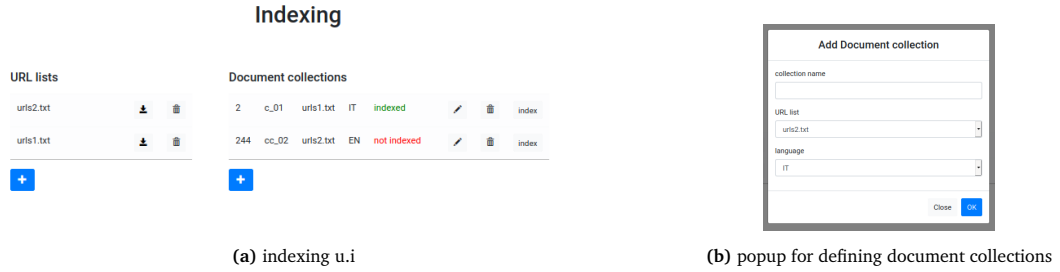 Indexing
URL lists
urls2.txt
urls1.txt
Document collections
2 c_01 urls1.txt IT indexed index
244 cc_02 urls2.txt EN not indexed index
(a) indexing u.i
Add Document collection
collection name
URL list
urls2.txt
language
IT
Close OK
(b) popup for defining document collections